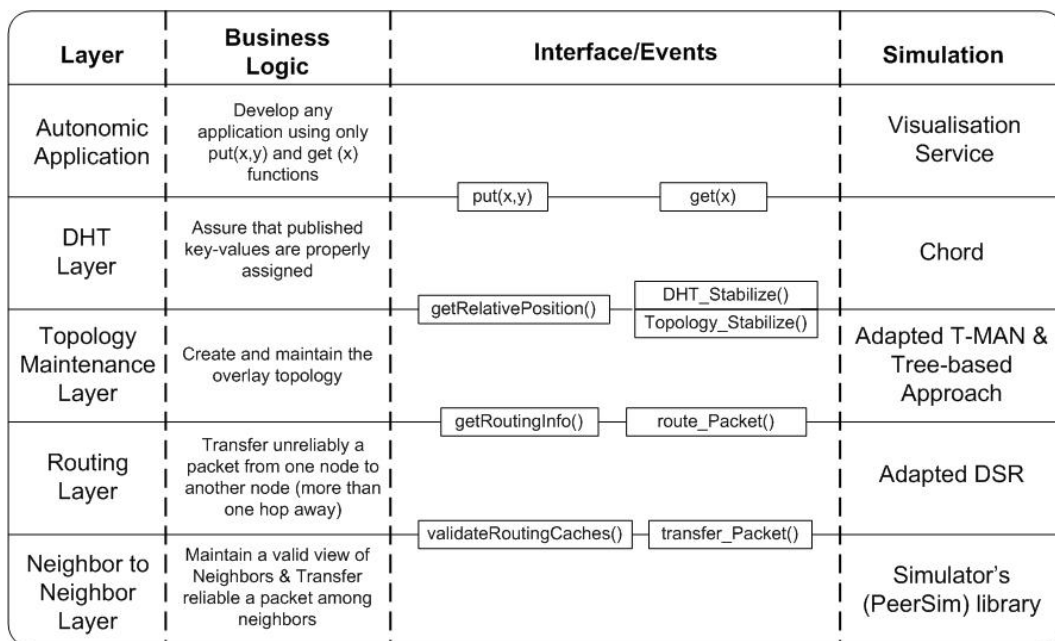 Layer
Business
Logic
Interface/Events
Simulation
Autonomic
Application
Develop any
application using only
put(x,y) and get (x)
functions
Visualisation
Service
put(x,y)
get(x)
DHT
Layer
Assure that published
key-values are properly
assigned
Chord
getRelativePosition()
DHT_Stabilize()
Topology_Stabilize()
Topology
Maintenance
Layer
Create and maintain the
overlay topology
Adapted T-MAN &
Tree-based
Approach
getRoutingInfo()
route_Packet()
Routing
Layer
Transfer unreliably a
packet from one node to
another node (more than
one hop away)
Adapted DSR
validateRoutingCaches()
transfer_Packet()
Neighbor to
Neighbor
Layer
Maintain a valid view of
Neighbors & Transfer
reliable a packet among
neighbors
Simulator's
(PeerSim) library